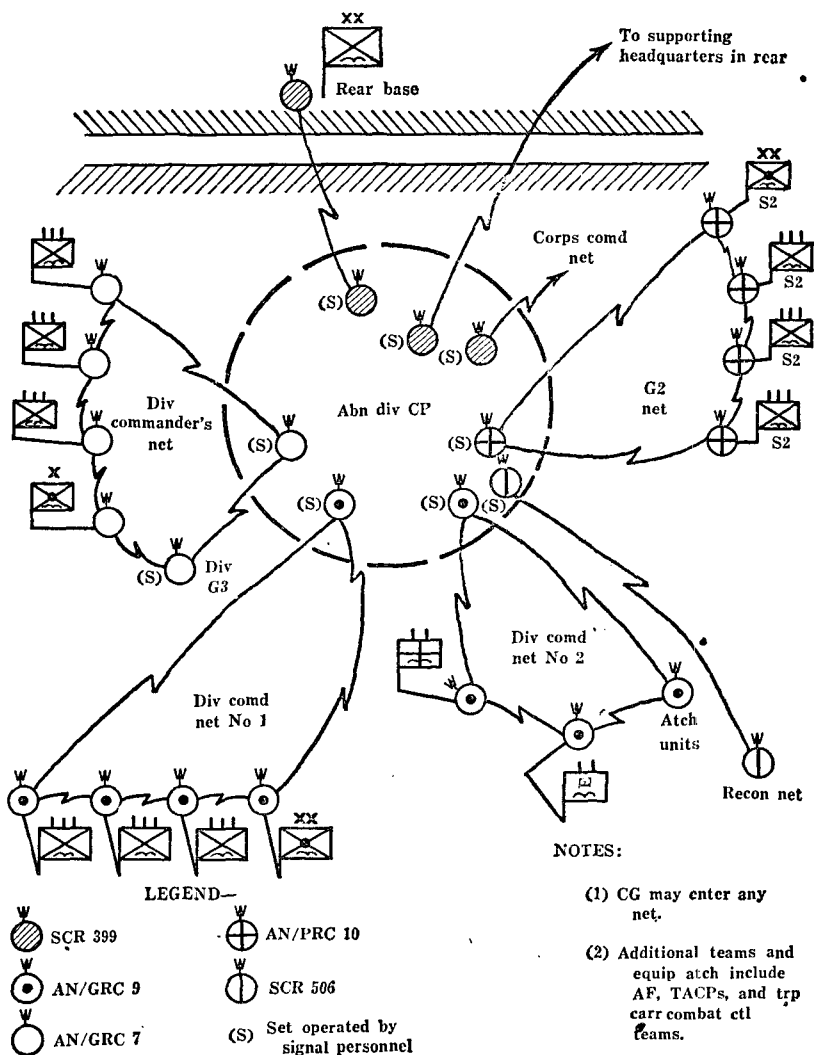 XX
Rear base
To supporting
headquarters in rear
XX
S2
Corps comd
net
(S)
(S)
(S)
S2
S2
G2
net
S2
Div
commander's
net
Abn div CP
(S)
(S)
X
(S)
(S)
(S)
(S)
Div
G3
Div comd
net No 2
Div comd
net No 1
Atch
units
E
Recon net
XX
NOTES:
(1) CG may enter any
net.
(2) Additional teams and
equip atch include
AF, TACPs, and trp
carr combat ctl
teams.
LEGEND—
SCR 399
AN/PRC 10
AN/GRC 9
SCR 506
AN/GRC 7
(S) Set operated by
signal personnel